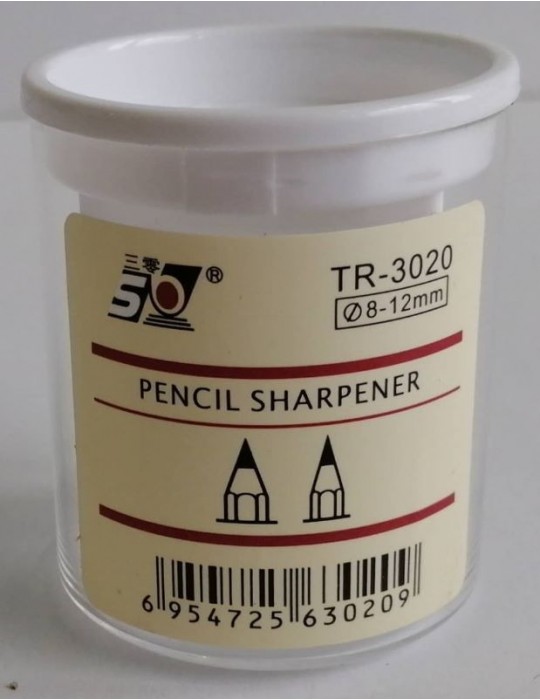 三零
®
TR-3020
Ø8-12mm
PENCIL SHARPENER
6 954725 630209